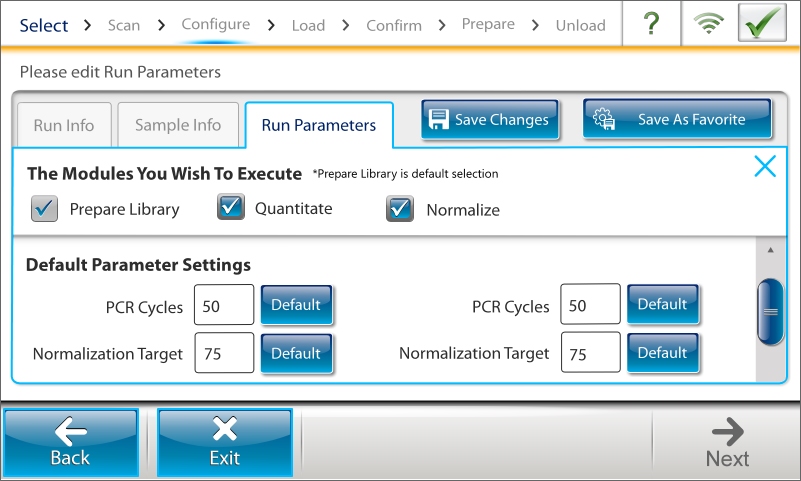 Select > Scan > Configure > Load > Confirm > Prepare > Unload ?
Please edit Run Parameters
Run Info Sample Info Run Parameters Save Changes Save As Favorite
The Modules You Wish To Execute *Prepare Library is default selection
Prepare Library Quantitate Normalize
Default Parameter Settings
PCR Cycles 50 Default PCR Cycles 50 Default
Normalization Target 75 Default Normalization Target 75 Default
Back Exit Next